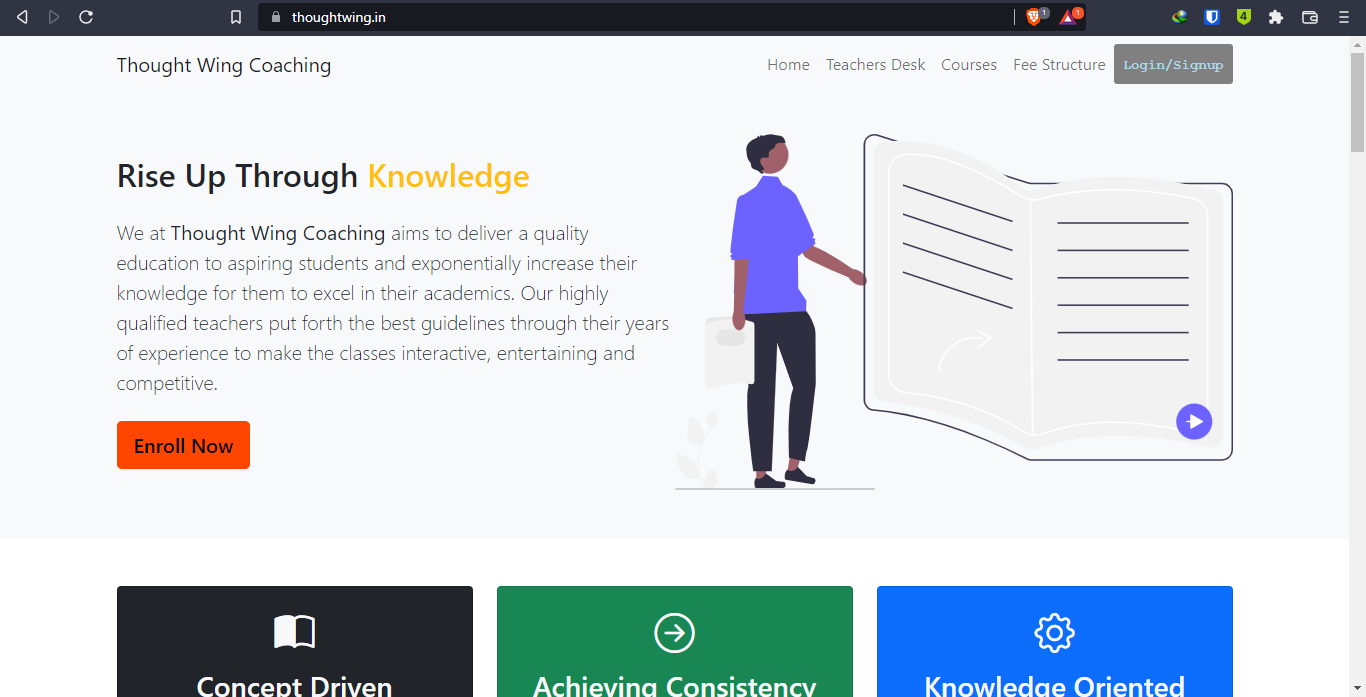 thoughtwing.in
1
1
4
Thought Wing Coaching
Home Teachers Desk Courses Fee Structure Login/Signup
Rise Up Through Knowledge
We at Thought Wing Coaching aims to deliver a quality
education to aspiring students and exponentially increase their
knowledge for them to excel in their academics. Our highly
qualified teachers put forth the best guidelines through their years
of experience to make the classes interactive, entertaining and
competitive.
Enroll Now
Concept Driven
Achieving Consistency
Knowledge Oriented